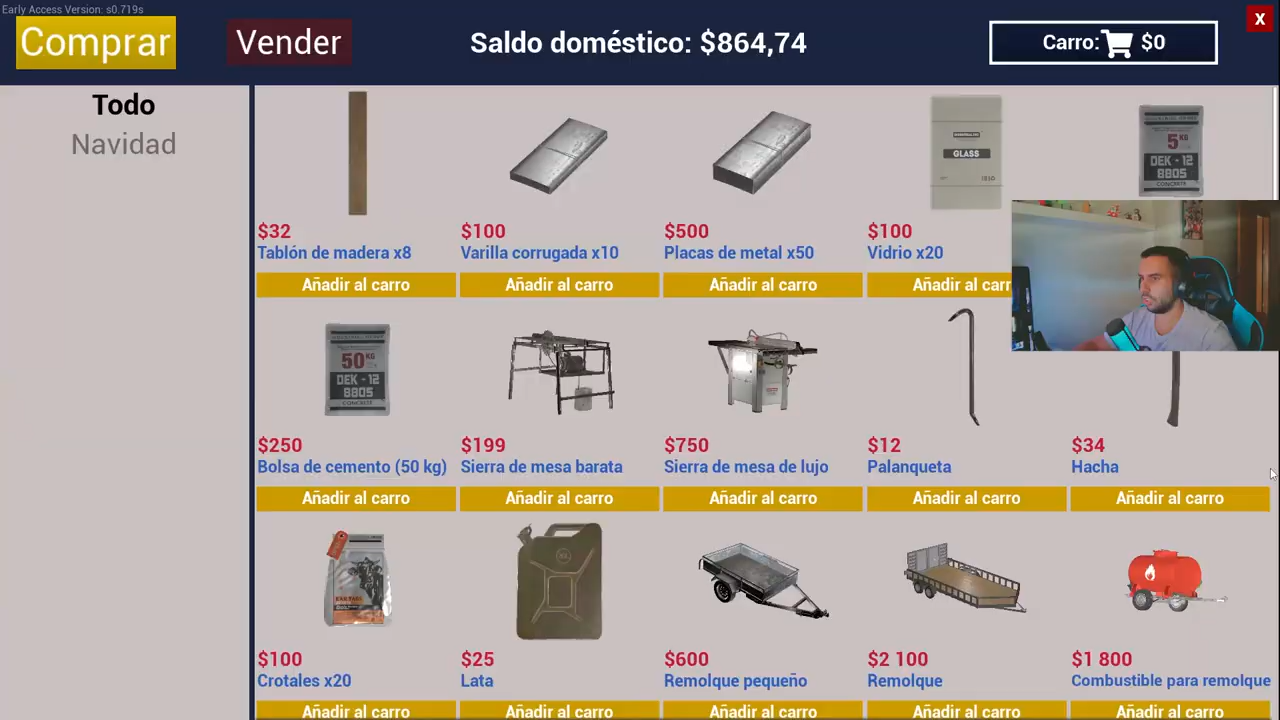 Early Access Version: s0.719s
Comprar
Vender
Saldo doméstico: $864,74
Carro: $0
X
Todo
Navidad
GLASS
5 KG
DEK - 12
8805
CONCRETE
$32
$100
$500
$100
Tablón de madera x8
Varilla corrugada x10
Placas de metal x50
Vidrio x20
Añadir al carro
Añadir al carro
Añadir al carro
Añadir al carr
50 KG
DEK - 12
8805
CONCRETE
$250
$199
$750
$12
$34
Bolsa de cemento (50 kg)
Sierra de mesa barata
Sierra de mesa de lujo
Palanqueta
Hacha
Añadir al carro
Añadir al carro
Añadir al carro
Añadir al carro
Añadir al carro
$100
$25
$600
$2 100
$1 800
Crotales x20
Lata
Remolque pequeño
Remolque
Combustible para remolque
Añadir al carro
Añadir al carro
Añadir al carro
Añadir al carro
Añadir al carro